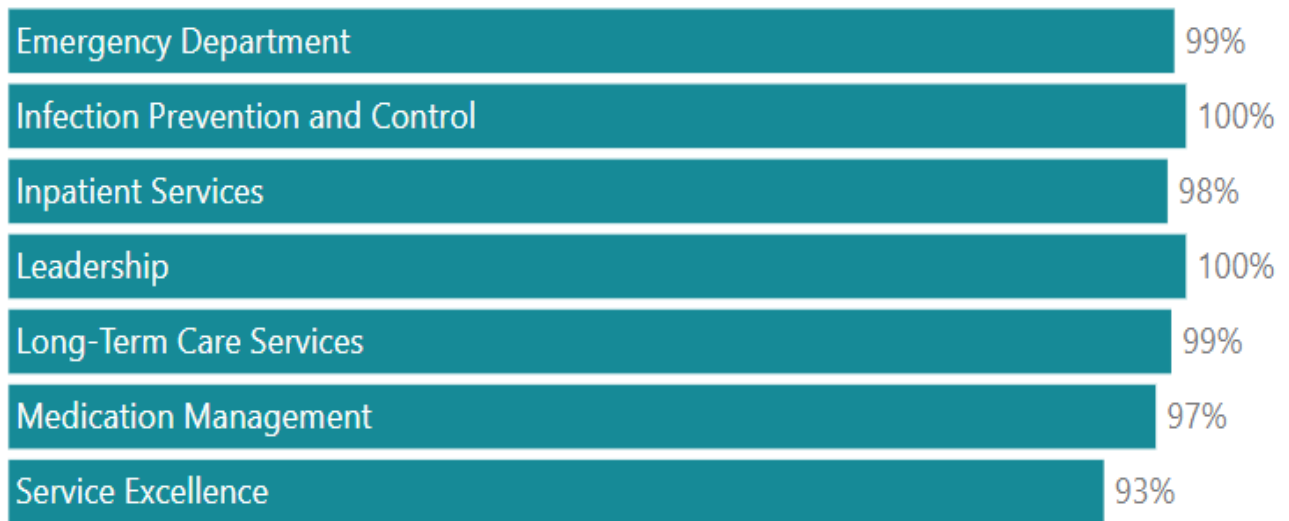 Emergency Department 99%
Infection Prevention and Control 100%
Inpatient Services 98%
Leadership 100%
Long-Term Care Services 99%
Medication Management 97%
Service Excellence 93%